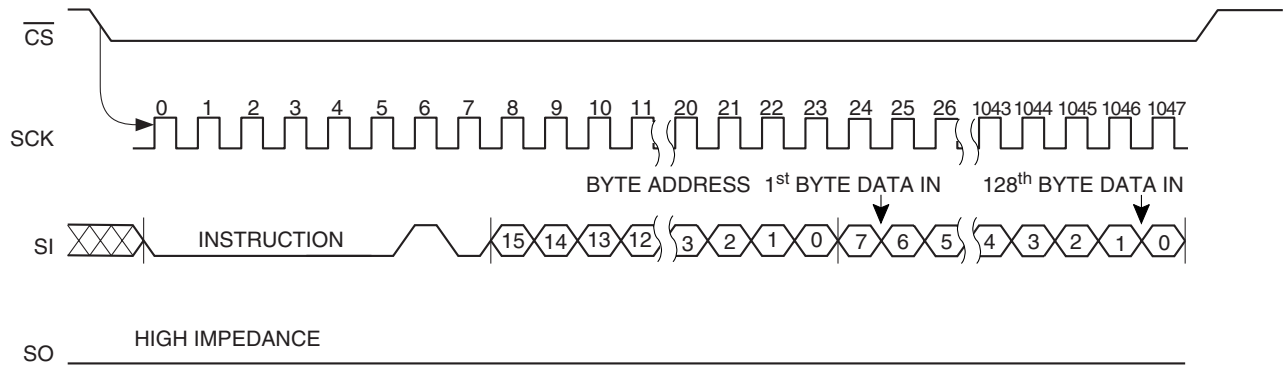 CS
0 1 2 3 4 5 6 7 8 9 10 11 20 21 22 23 24 25 26 1043 1044 1045 1046 1047
SCK
BYTE ADDRESS 1st BYTE DATA IN 128th BYTE DATA IN
SI INSTRUCTION 15 14 13 12 3 2 1 0 7 6 5 4 3 2 1 0
HIGH IMPEDANCE
SO